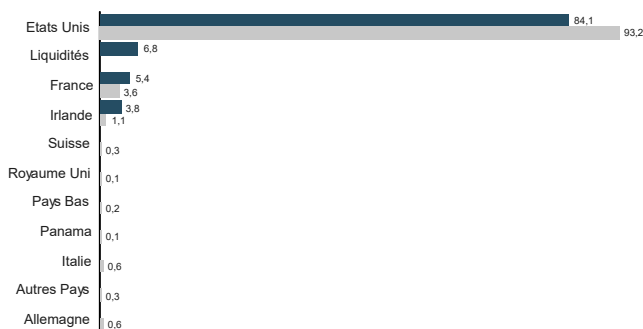 Etats Unis
84,1
93,2
Liquidités
6,8
France
5,4
3,6
Irlande
3,8
1,1
Suisse
0,3
Royaume Uni
0,1
Pays Bas
0,2
Panama
0,1
Italie
0,6
Autres Pays
0,3
Allemagne
0,6